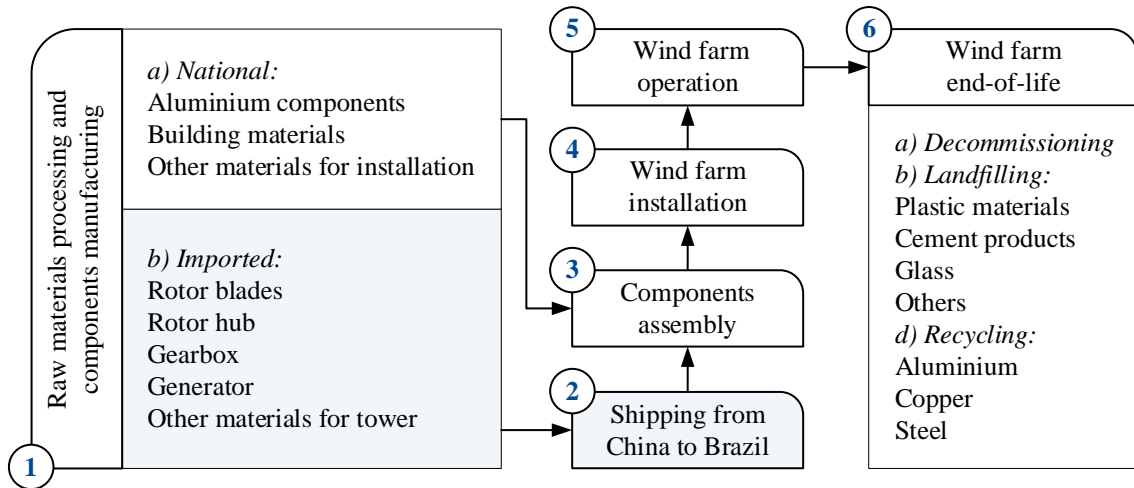 1
Raw materials processing and
components manufacturing
a) National:
Aluminium components
Building materials
Other materials for installation
b) Imported:
Rotor blades
Rotor hub
Gearbox
Generator
Other materials for tower
2
Shipping from
China to Brazil
3
Components
assembly
4
Wind farm
installation
5
Wind farm
operation
6
Wind farm
end-of-life
a) Decommissioning
b) Landfilling:
Plastic materials
Cement products
Glass
Others
d) Recycling:
Aluminium
Copper
Steel